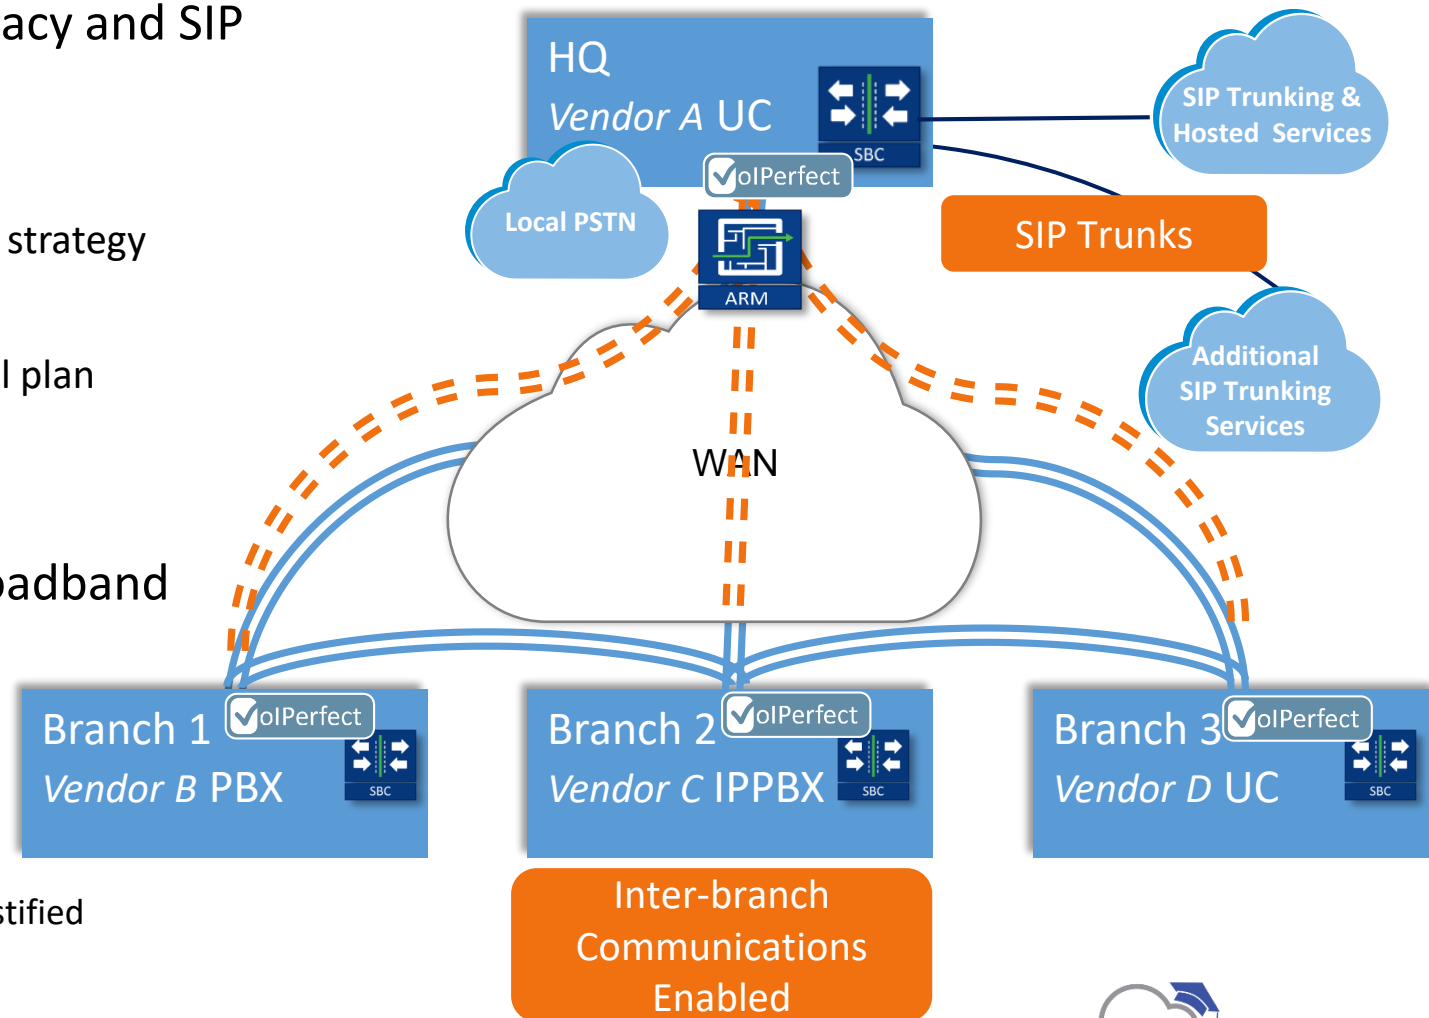 acy and SIP
strategy
l plan
oadband
stified
HQ
Vendor A UC
SBC
VoIPerfect
SIP Trunking &
Hosted Services
Local PSTN
SIP Trunks
ARM
Additional
SIP Trunking
Services
WAN
Branch 1
VoIPerfect
Vendor B PBX
SBC
Branch 2
VoIPerfect
Vendor C IPPBX
SBC
Branch 3
VoIPerfect
Vendor D UC
SBC
Inter-branch
Communications
Enabled